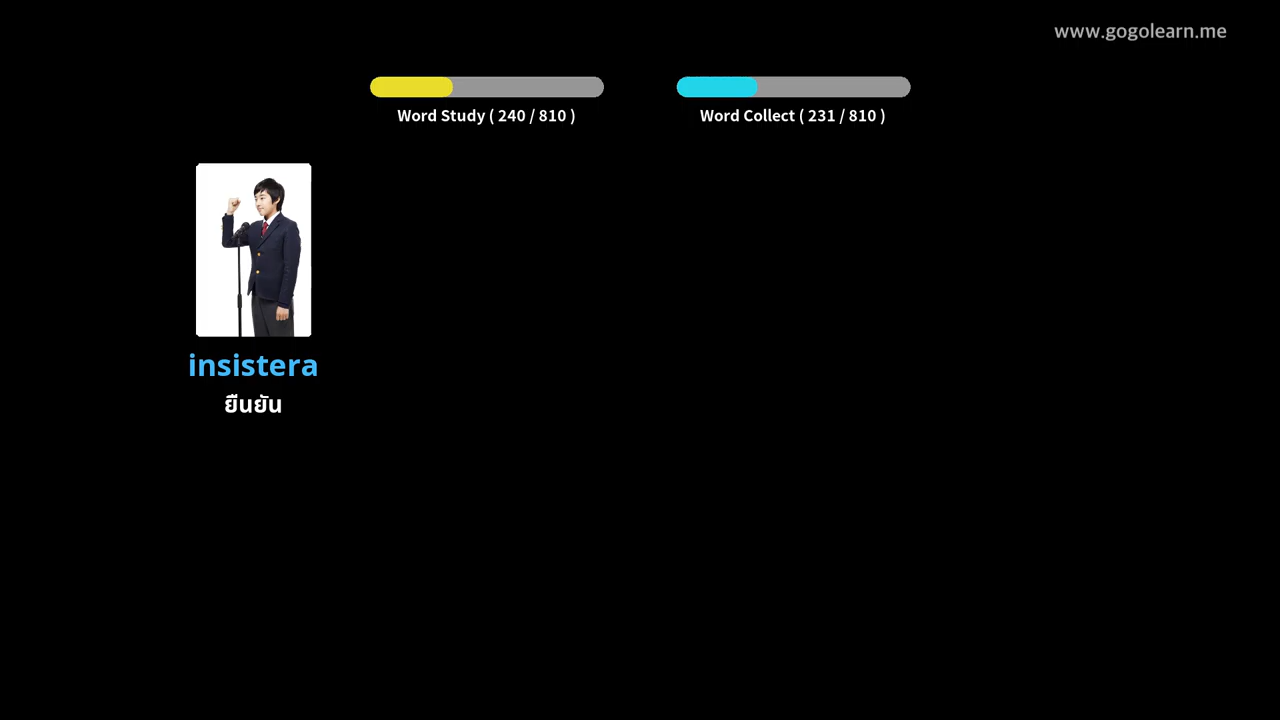 www.gogolearn.me
Word Study ( 240 / 810 )
Word Collect ( 231 / 810 )
insistera
ยืนยัน